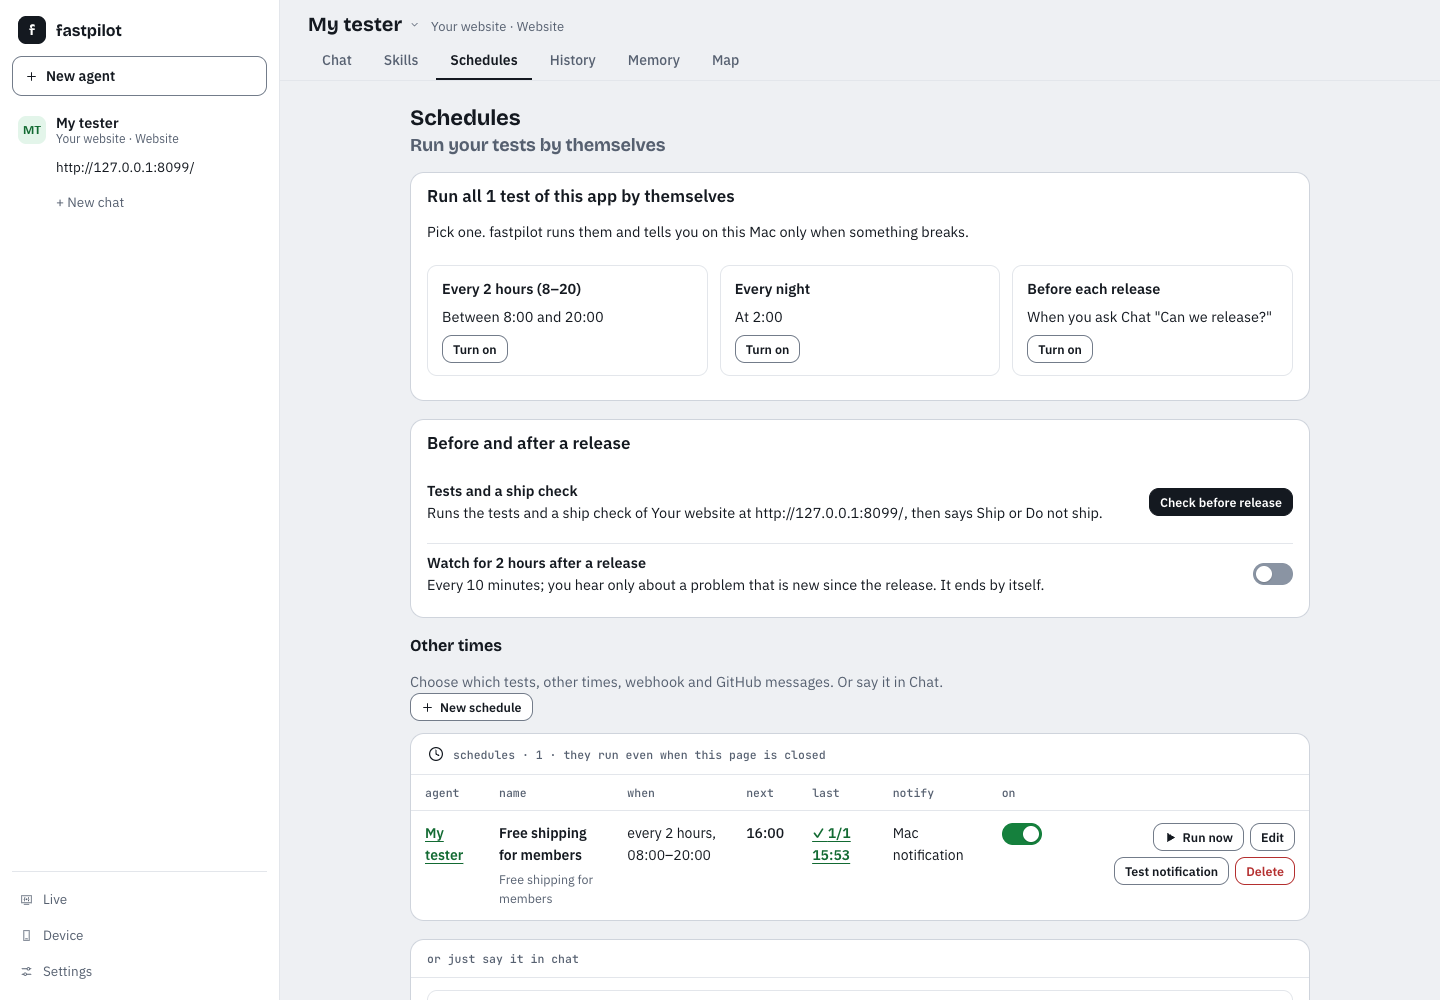 fastpilot
+ New agent
MT
My tester
Your website · Website
http://127.0.0.1:8099/
+ New chat
Live
Device
Settings
My tester
Your website · Website
Chat Skills Schedules History Memory Map
Schedules
Run your tests by themselves
Run all 1 test of this app by themselves
Pick one. fastpilot runs them and tells you on this Mac only when something breaks.
Every 2 hours (8–20)
Between 8:00 and 20:00
Turn on
Every night
At 2:00
Turn on
Before each release
When you ask Chat "Can we release?"
Turn on
Before and after a release
Tests and a ship check
Runs the tests and a ship check of Your website at http://127.0.0.1:8099/, then says Ship or Do not ship.
Check before release
Watch for 2 hours after a release
Every 10 minutes; you hear only about a problem that is new since the release. It ends by itself.
Other times
Choose which tests, other times, webhook and GitHub messages. Or say it in Chat.
+ New schedule
schedules · 1 · they run even when this page is closed
agent name when next last notify on
My tester
Free shipping for members
Free shipping for members
every 2 hours, 08:00–20:00
16:00
✓ 1/1 15:53
Mac notification
Run now
Edit
Test notification
Delete
or just say it in chat